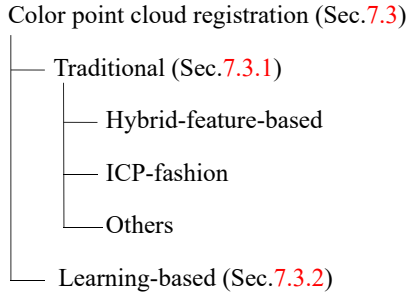 Color point cloud registration (Sec.7.3)
Traditional (Sec.7.3.1)
Hybrid-feature-based
ICP-fashion
Others
Learning-based (Sec.7.3.2)